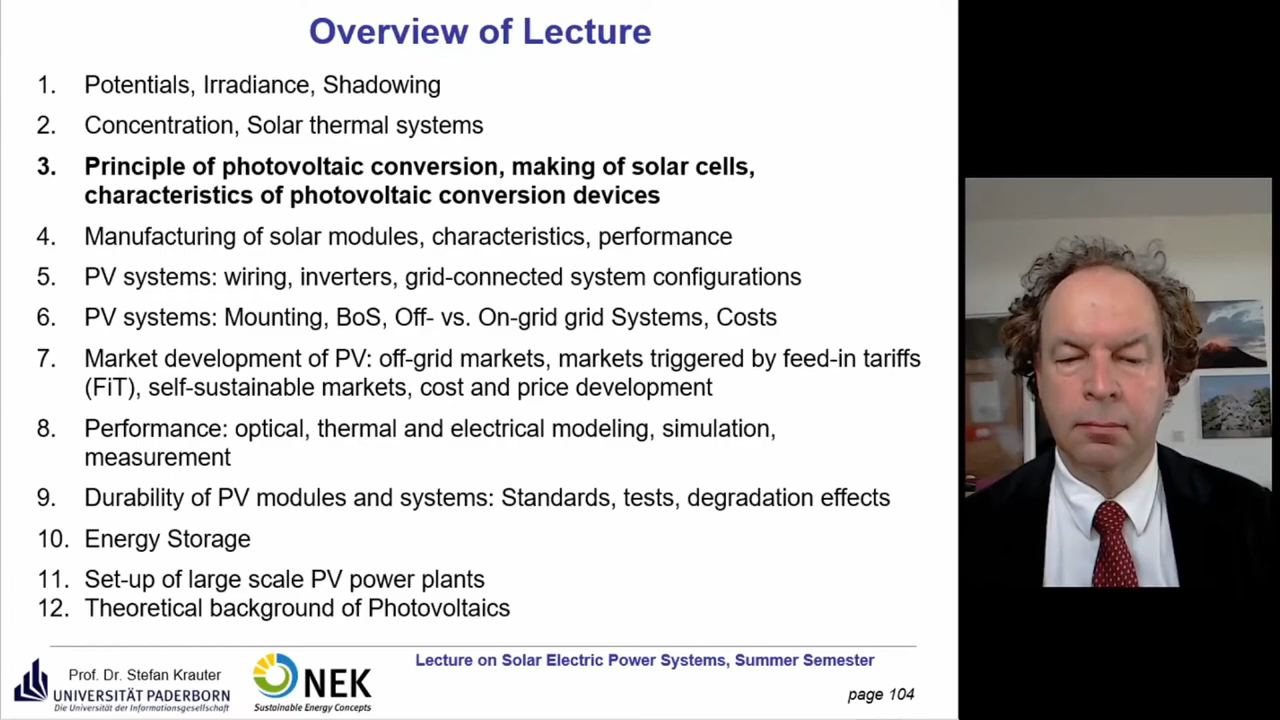 Overview of Lecture
1. Potentials, Irradiance, Shadowing
2. Concentration, Solar thermal systems
3. Principle of photovoltaic conversion, making of solar cells,
characteristics of photovoltaic conversion devices
4. Manufacturing of solar modules, characteristics, performance
5. PV systems: wiring, inverters, grid-connected system configurations
6. PV systems: Mounting, BoS, Off- vs. On-grid grid Systems, Costs
7. Market development of PV: off-grid markets, markets triggered by feed-in tariffs
(FiT), self-sustainable markets, cost and price development
8. Performance: optical, thermal and electrical modeling, simulation,
measurement
9. Durability of PV modules and systems: Standards, tests, degradation effects
10. Energy Storage
11. Set-up of large scale PV power plants
12. Theoretical background of Photovoltaics
Prof. Dr. Stefan Krauter
UNIVERSITÄT PADERBORN
Die Universität der Informationsgesellschaft
NEK
Sustainable Energy Concepts
Lecture on Solar Electric Power Systems, Summer Semester
page 104